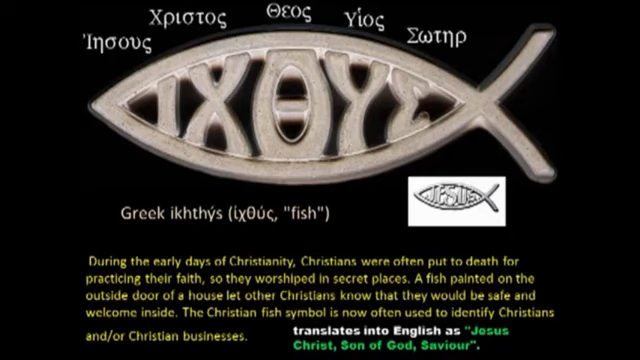 Ἰησους Χριστος Θεος Υἱος Σωτηρ
ΙΧΘΥΣ
JESUS
Greek ikhthýs (ἰχθύς, "fish")
During the early days of Christianity, Christians were often put to death for
practicing their faith, so they worshiped in secret places. A fish painted on the
outside door of a house let other Christians know that they would be safe and
welcome inside. The Christian fish symbol is now often used to identify Christians
and/or Christian businesses.
translates into English as "Jesus
Christ, Son of God, Saviour".